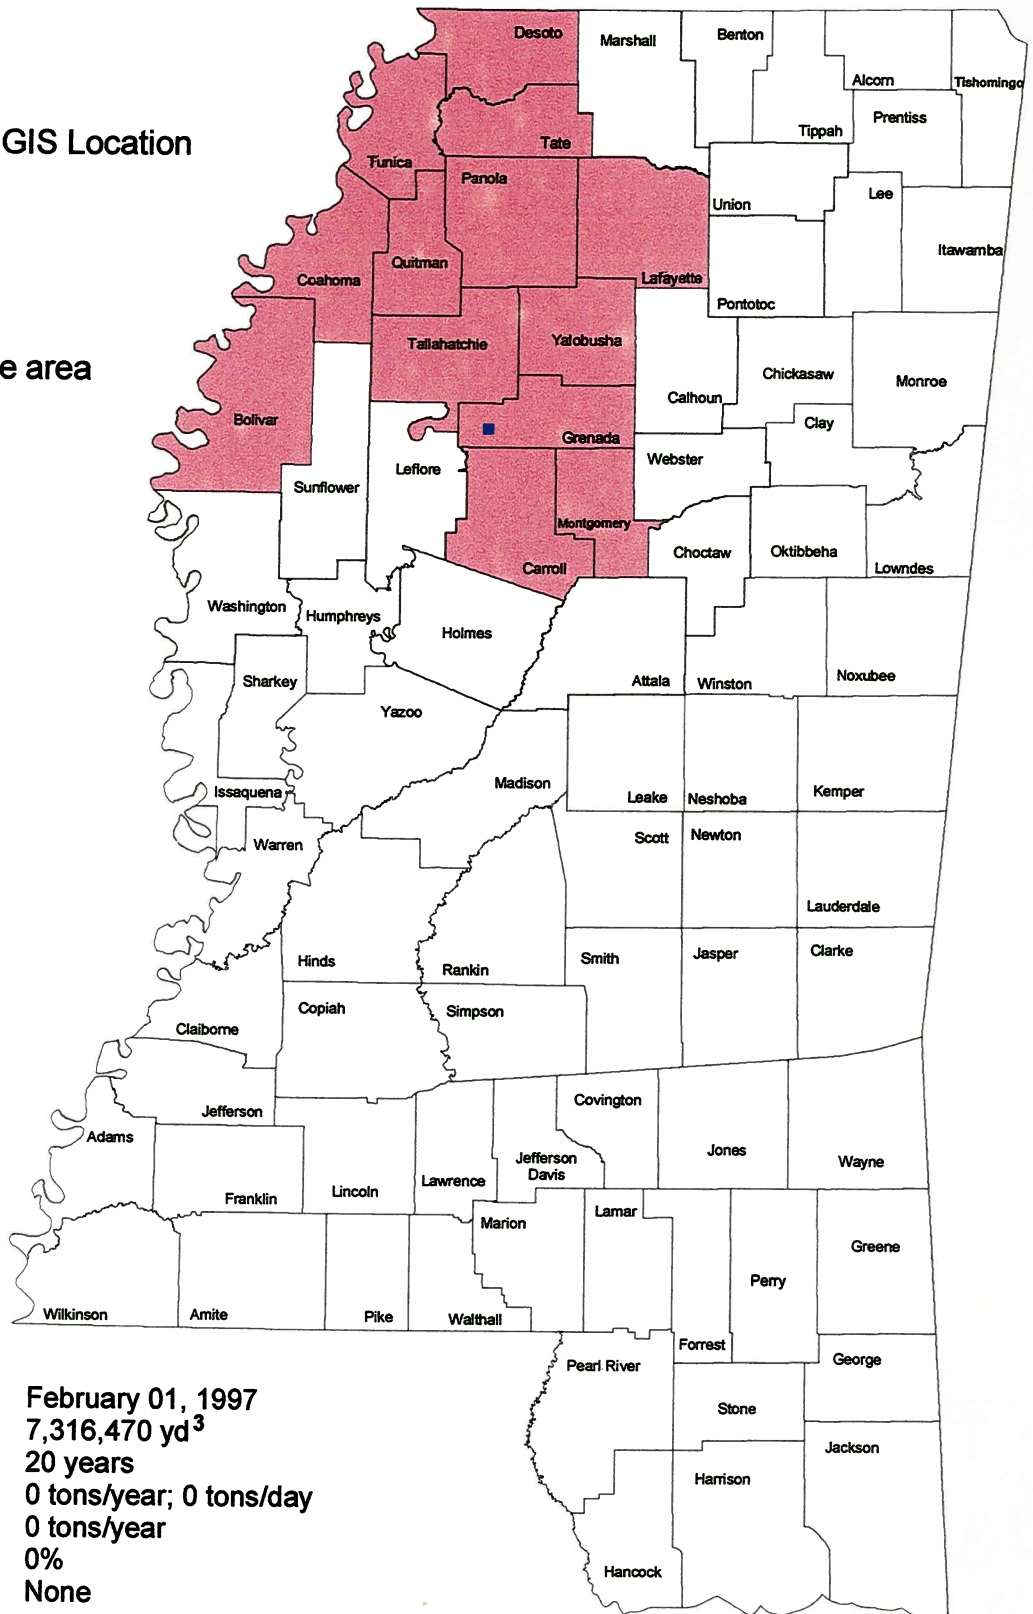 Desoto
Marshall
Benton
Alcorn
Tishomingo
Prentiss
Tippah
GIS Location
Tunica
Tate
Panola
Union
Lee
Itawamba
Quitman
Coahoma
Lafayette
Pontotoc
Tallahatchie
Yalobusha
e area
Chickasaw
Monroe
Calhoun
Clay
Bolivar
Grenada
Webster
Leflore
Sunflower
Montgomery
Choctaw
Oktibbeha
Carroll
Lowndes
Washington
Humphreys
Holmes
Sharkey
Attala
Winston
Noxubee
Yazoo
Madison
Issaquena
Leake
Neshoba
Kemper
Warren
Scott
Newton
Lauderdale
Hinds
Rankin
Smith
Jasper
Clarke
Copiah
Simpson
Claiborne
Jefferson
Covington
Adams
Jones
Wayne
Jefferson
Davis
Franklin
Lincoln
Lawrence
Marion
Lamar
Greene
Perry
Wilkinson
Amite
Pike
Walthall
Forrest
George
Pearl River
Stone
Jackson
Harrison
Hancock
February 01, 1997
7,316,470 yd³
20 years
0 tons/year; 0 tons/day
0 tons/year
0%
None